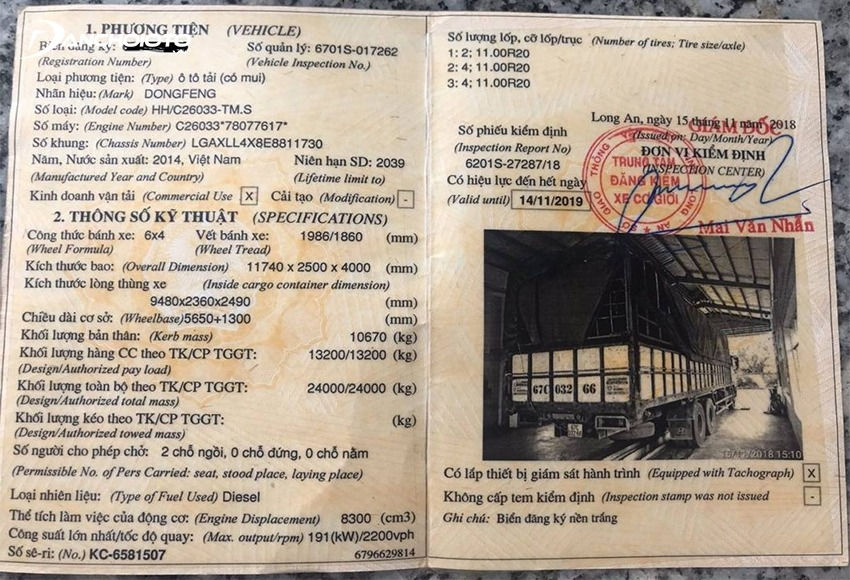 1. PHƯƠNG TIỆN (VEHICLE)
Biển đăng ký:
(Registration Number)
Số quản lý: 6701S-017262
(Vehicle Inspection No.)
Loại phương tiện: (Type) ô tô tải (có mui)
Nhãn hiệu: (Mark) DONGFENG
Số loại: (Model code) HH/C26033-TM.S
Số máy: (Engine Number) C26033*78077617*
Số khung: (Chassis Number) LGAXLL4X8E8811730
Năm, Nước sản xuất: 2014, Việt Nam Niên hạn SD: 2039
(Manufactured Year and Country) (Lifetime limit to)
Kinh doanh vận tải (Commercial Use) X Cải tạo (Modification) -
2. THÔNG SỐ KỸ THUẬT (SPECIFICATIONS)
Công thức bánh xe: 6x4 Vết bánh xe: 1986/1860 (mm)
(Wheel Formula) (Wheel Tread)
Kích thước bao: (Overall Dimension) 11740 x 2500 x 4000 (mm)
Kích thước lòng thùng xe (Inside cargo container dimension)
9480x2360x2490 (mm)
Chiều dài cơ sở: (Wheelbase) 5650+1300 (mm)
Khối lượng bản thân: (Kerb mass) 10670 (kg)
Khối lượng hàng CC theo TK/CP TGGT: 13200/13200 (kg)
(Design/Authorized pay load)
Khối lượng toàn bộ theo TK/CP TGGT: 24000/24000 (kg)
(Design/Authorized total mass)
Khối lượng kéo theo TK/CP TGGT: (kg)
(Design/Authorized towed mass)
Số người cho phép chở: 2 chỗ ngồi, 0 chỗ đứng, 0 chỗ nằm
(Permissible No. of Pers Carried: seat, stood place, laying place)
Loại nhiên liệu: (Type of Fuel Used) Diesel
Thể tích làm việc của động cơ: (Engine Displacement) 8300 (cm3)
Công suất lớn nhất/tốc độ quay: (Max. output/rpm) 191(kW)/2200vph
Số sê-ri: (No.) KC-6581507 6796629814
Số lượng lốp, cỡ lốp/trục (Number of tires; Tire size/axle)
1: 2; 11.00R20
2: 4; 11.00R20
3: 4; 11.00R20
Long An, ngày 15 tháng 11 năm 2018
(Issued on: Day/Month/Year)
GIÁM ĐỐC
Số phiếu kiểm định
(Inspection Report No)
6201S-27287/18
ĐƠN VỊ KIỂM ĐỊNH
(INSPECTION CENTER)
TRUNG TÂM
ĐĂNG KIỂM
XE CƠ GIỚI
Có hiệu lực đến hết ngày
(Valid until) 14/11/2019
Mai Văn Nhẫn
67C 032 66
15/11/2018 15:10
Có lắp thiết bị giám sát hành trình (Equipped with Tachograph) X
Không cấp tem kiểm định (Inspection stamp was not issued -
Ghi chú: Biển đăng ký nền trắng